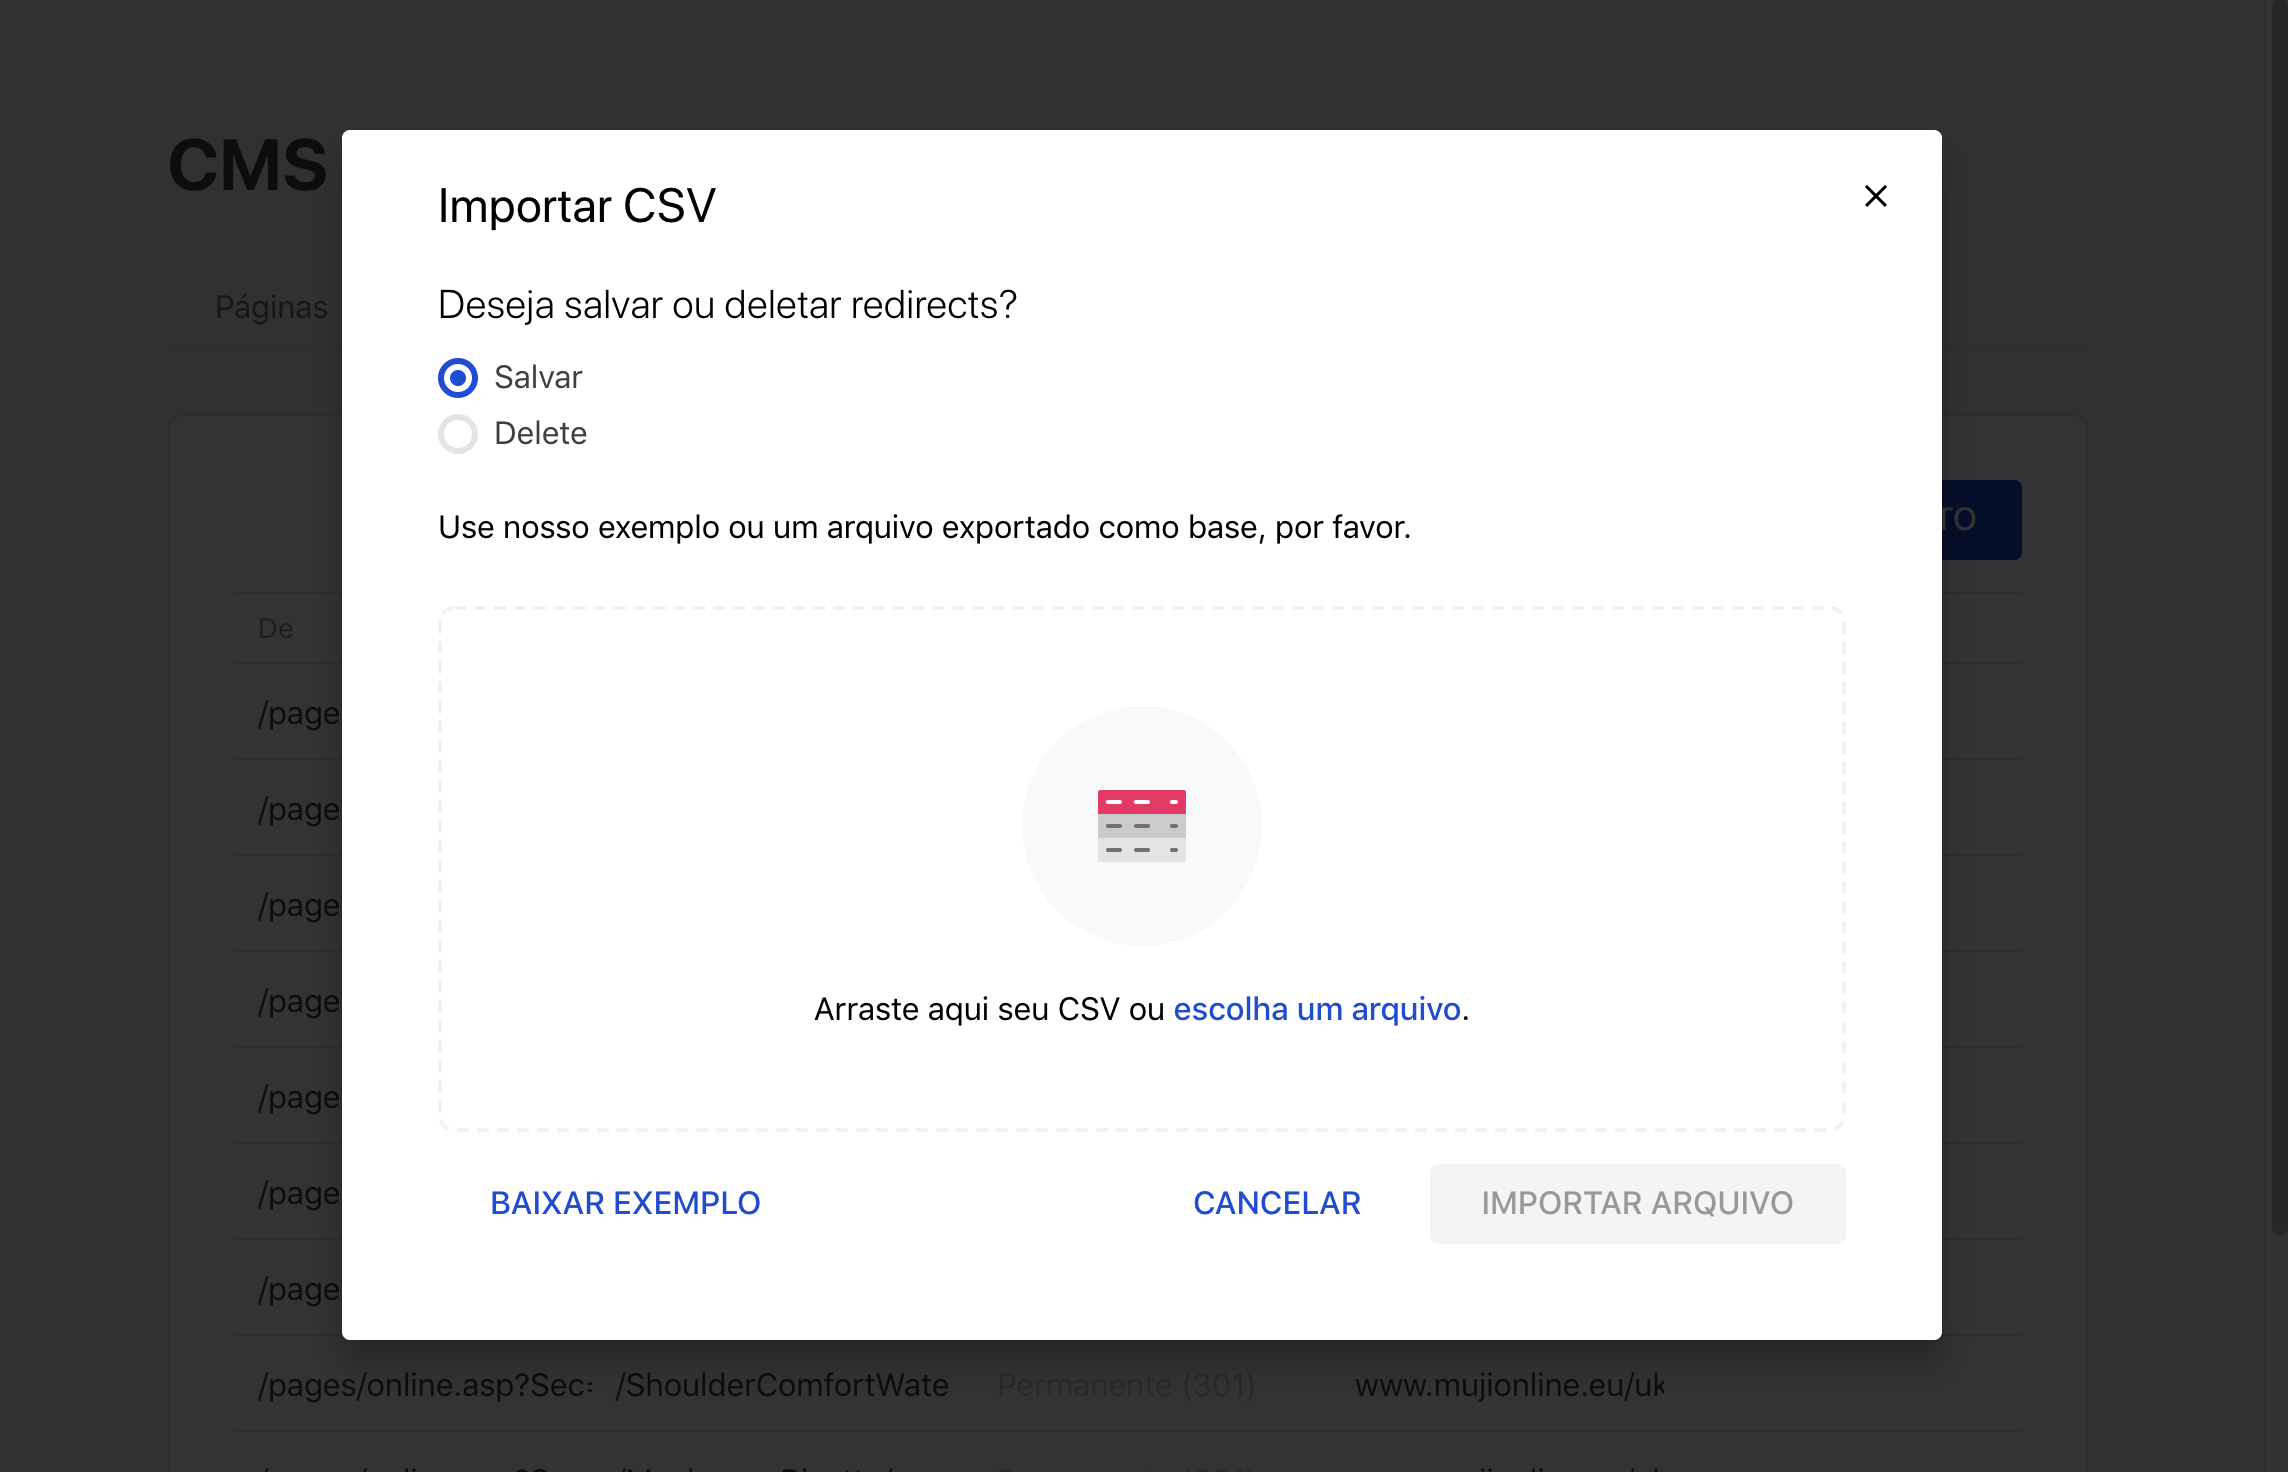 CMS
Importar CSV
Páginas
Deseja salvar ou deletar redirects?
Salvar
Delete
Use nosso exemplo ou um arquivo exportado como base, por favor.
TO
De
/page
/page
/page
/page
/page
/page
/page
Arraste aqui seu CSV ou escolha um arquivo.
BAIXAR EXEMPLO
CANCELAR
IMPORTAR ARQUIVO
/pages/online.asp?Sec= /ShoulderComfortWate Permanente (301) www.mujionline.eu/uk